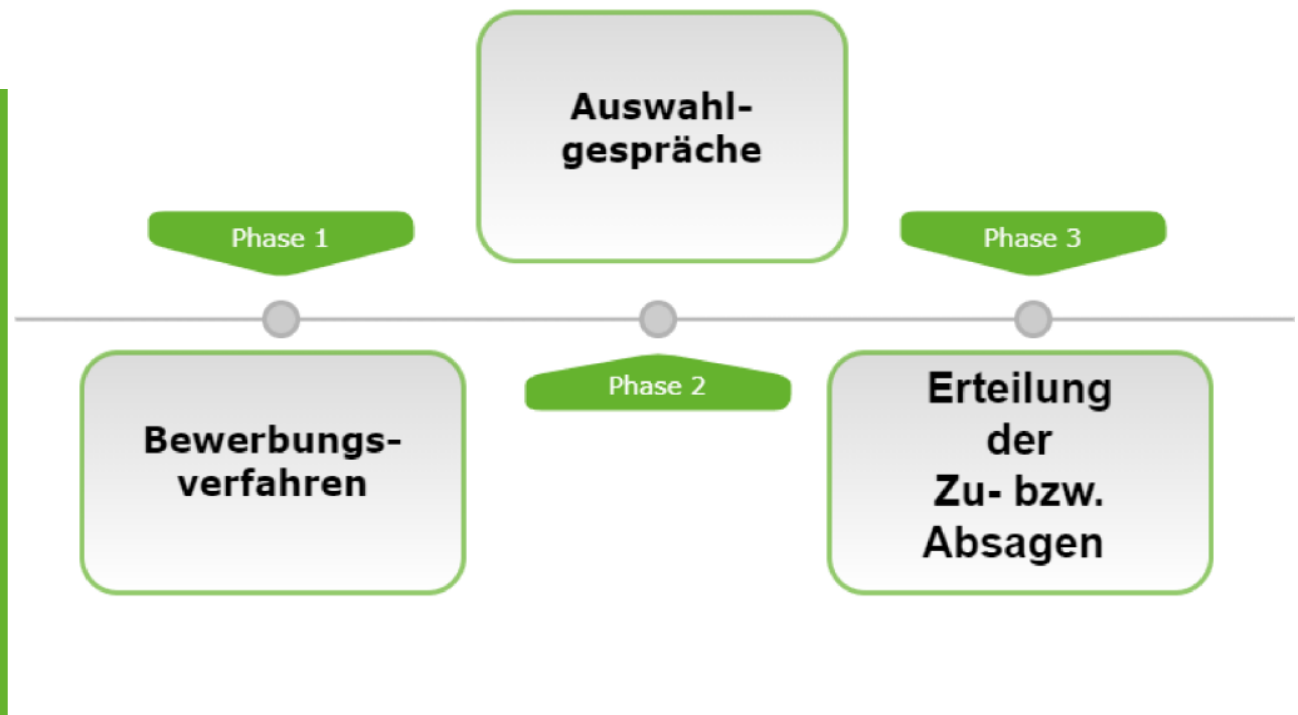 Phase 1
Bewerbungs-
verfahren
Auswahl-
gespräche
Phase 2
Phase 3
Erteilung
der
Zu- bzw.
Absagen